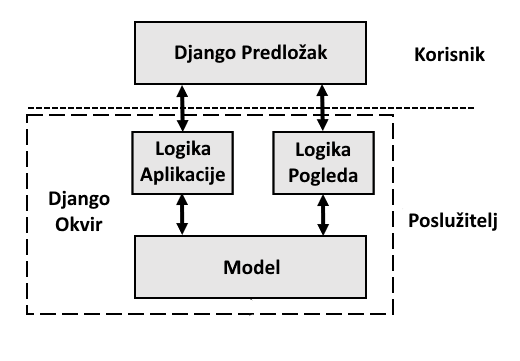 Django Predložak
Korisnik
Logika
Aplikacije
Logika
Pogleda
Django
Okvir
Poslužitelj
Model